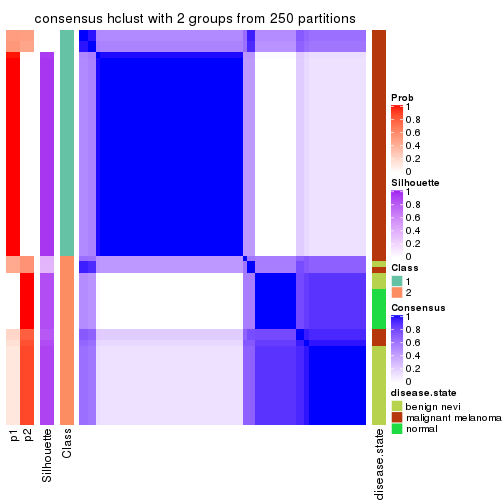 consensus hclust with 2 groups from 250 partitions
Prob
1
0.8
0.6
0.4
0.2
0
Silhouette
1
0.8
0.6
0.4
0.2
0
Class
1
2
Consensus
1
0.8
0.6
0.4
0.2
0
disease.state
benign nevi
malignant melanoma
normal
p1
p2
Silhouette
Class
disease.state